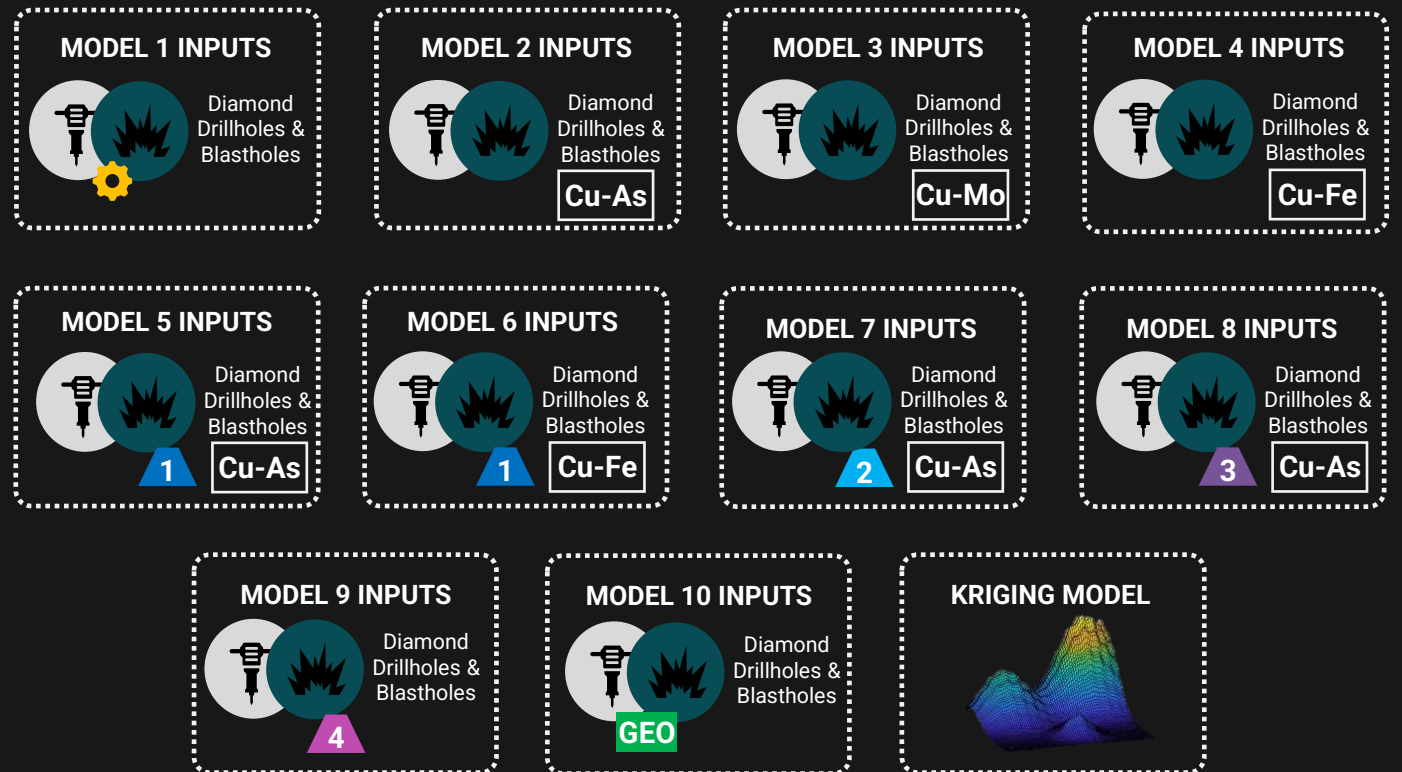 MODEL 1 INPUTS
Diamond
Drillholes &
Blastholes
MODEL 2 INPUTS
Diamond
Drillholes &
Blastholes
Cu-As
MODEL 3 INPUTS
Diamond
Drillholes &
Blastholes
Cu-Mo
MODEL 4 INPUTS
Diamond
Drillholes &
Blastholes
Cu-Fe
MODEL 5 INPUTS
Diamond
Drillholes &
Blastholes
1
Cu-As
MODEL 6 INPUTS
Diamond
Drillholes &
Blastholes
1
Cu-Fe
MODEL 7 INPUTS
Diamond
Drillholes &
Blastholes
2
Cu-As
MODEL 8 INPUTS
Diamond
Drillholes &
Blastholes
3
Cu-As
MODEL 9 INPUTS
Diamond
Drillholes &
Blastholes
4
MODEL 10 INPUTS
Diamond
Drillholes &
Blastholes
GEO
KRIGING MODEL